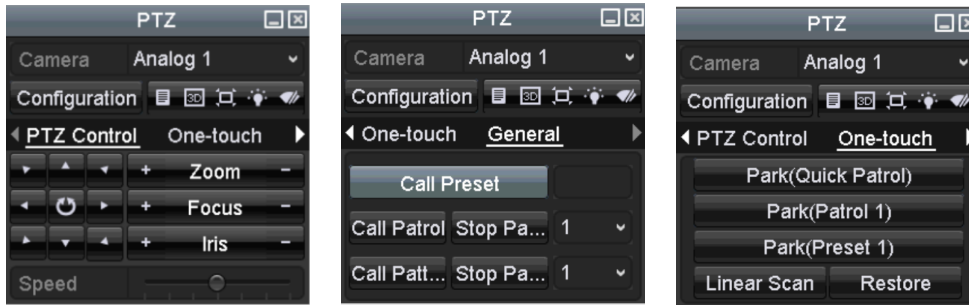 PTZ
Camera Analog 1
Configuration 3D
PTZ Control One-touch
+ Zoom -
+ Focus -
+ Iris -
Speed
PTZ
Camera Analog 1
Configuration 3D
One-touch General
Call Preset
Call Patrol Stop Pa... 1
Call Patt... Stop Pa... 1
PTZ
Camera Analog 1
Configuration 3D
PTZ Control One-touch
Park(Quick Patrol)
Park(Patrol 1)
Park(Preset 1)
Linear Scan Restore